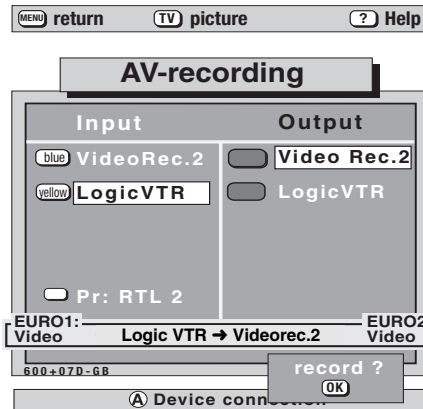 MENU return TV picture ? Help
AV-recording
Input Output
blue VideoRec.2 Video Rec.2
yellow LogicVTR LogicVTR
Pr: RTL 2
EURO1: EURO2
Video Logic VTR ➔ Videorec.2 Video
600+07D-GB
record ?
OK
A Device connection